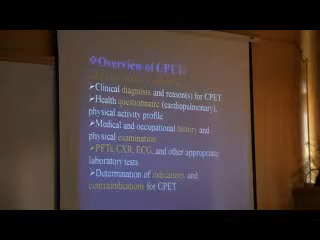 ❖Overview of CPET:
➢Clinical diagnosis and reason(s) for CPET
➢Health questionnaire (cardiopulmonary),
physical activity profile
➢Medical and occupational history and
physical examination
➢PFTs, CXR, ECG, and other appropriate
laboratory tests
➢Determination of indications and
contraindications for CPET